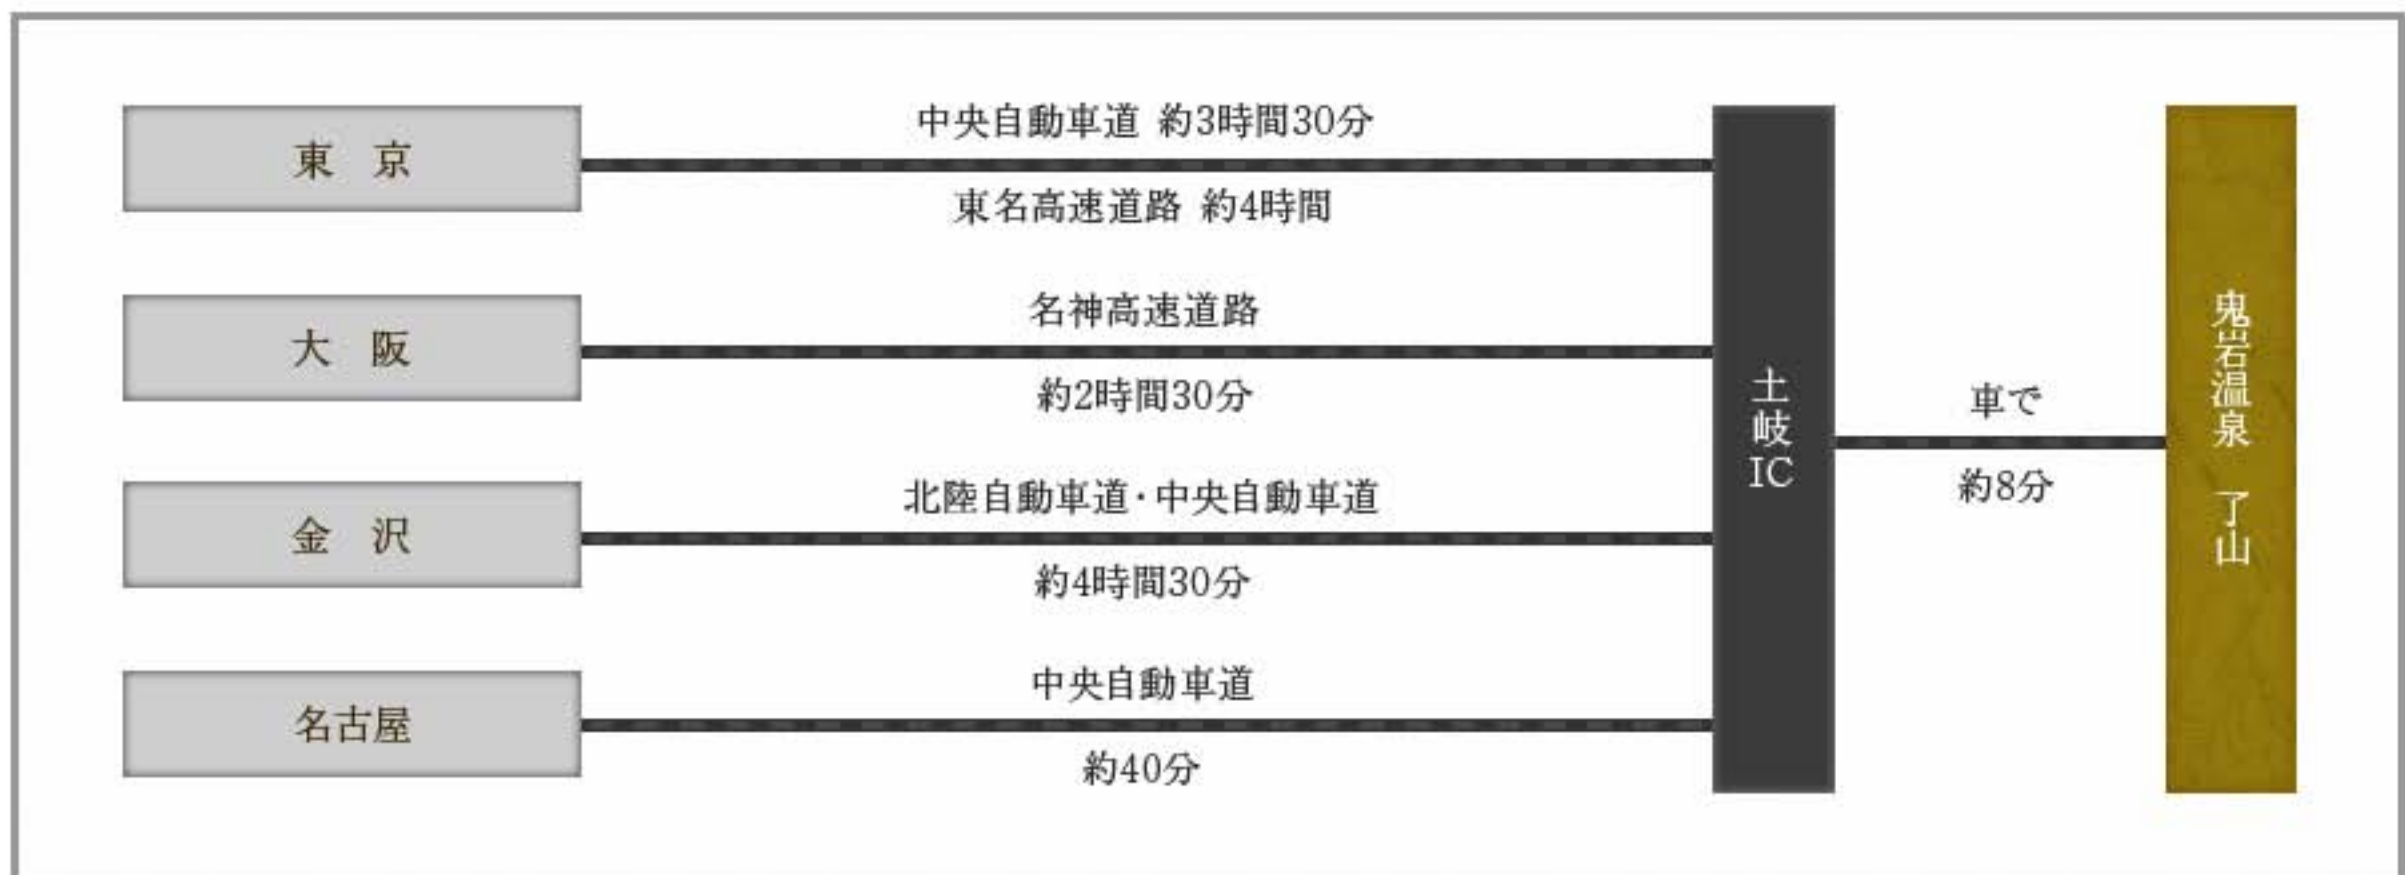 東 京
中央自動車道 約3時間30分
東名高速道路 約4時間
大 阪
名神高速道路
約2時間30分
金 沢
北陸自動車道・中央自動車道
約4時間30分
名古屋
中央自動車道
約40分
土岐IC
車で
約8分
鬼岩温泉 了山